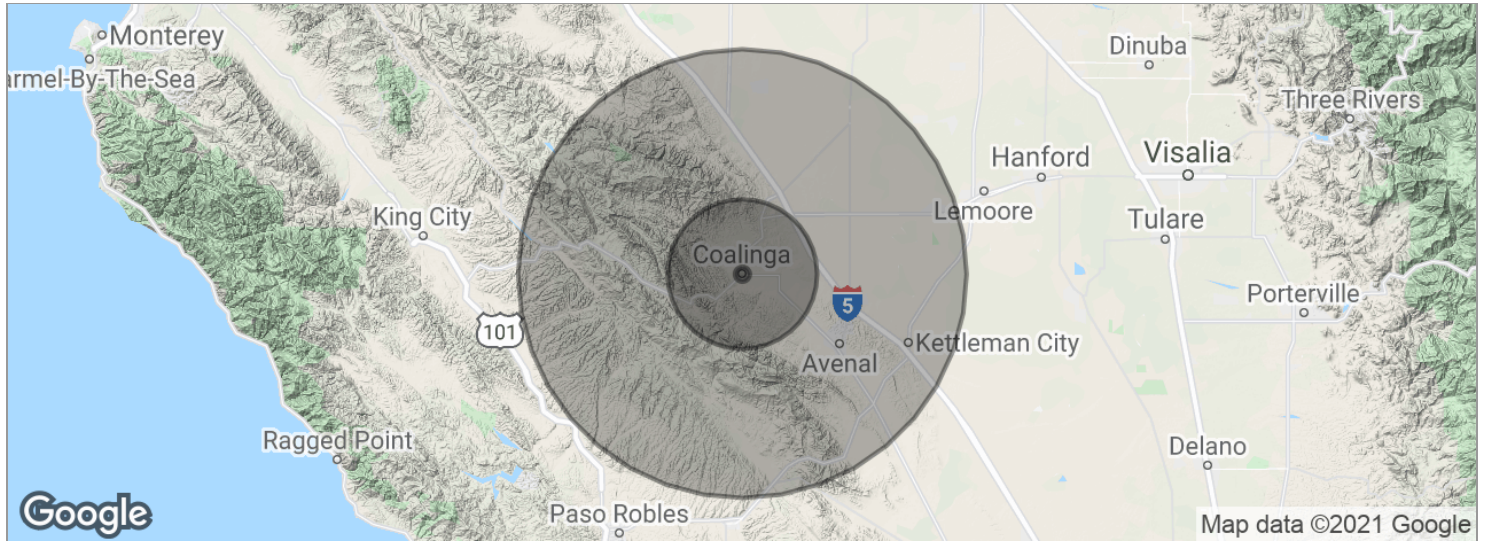 Monterey
armel-By-The-Sea
Dinuba
Three Rivers
Visalia
Hanford
Lemoore
Tulare
King City
Coalinga
Porterville
5
101
Avenal
Kettleman City
Ragged Point
Delano
Paso Robles
Google
Map data ©2021 Google